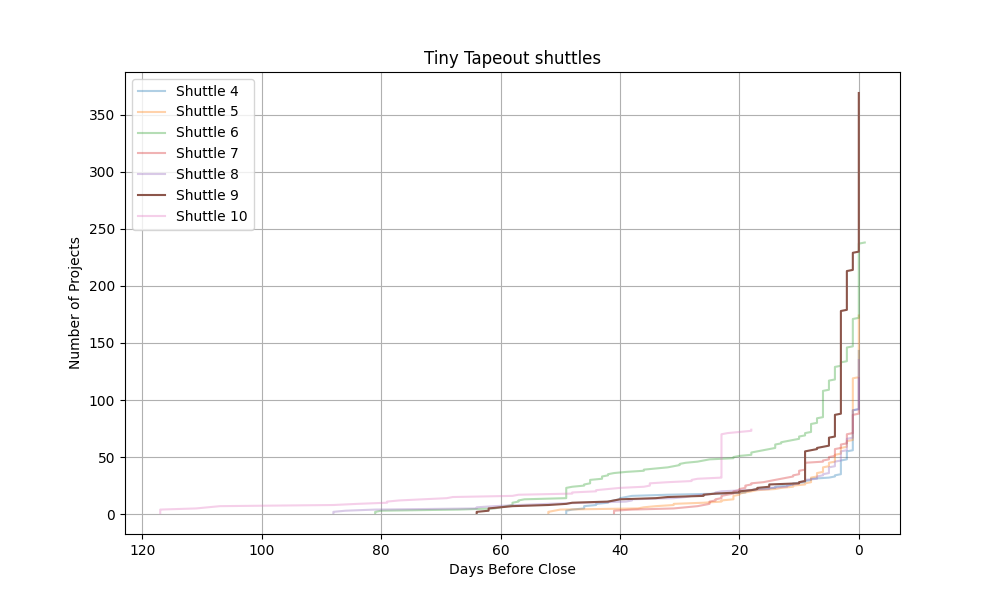 Tiny Tapeout shuttles
Shuttle 4
Shuttle 5
Shuttle 6
Shuttle 7
Shuttle 8
Shuttle 9
Shuttle 10
Number of Projects
350
300
250
200
150
100
50
0
120 100 80 60 40 20 0
Days Before Close